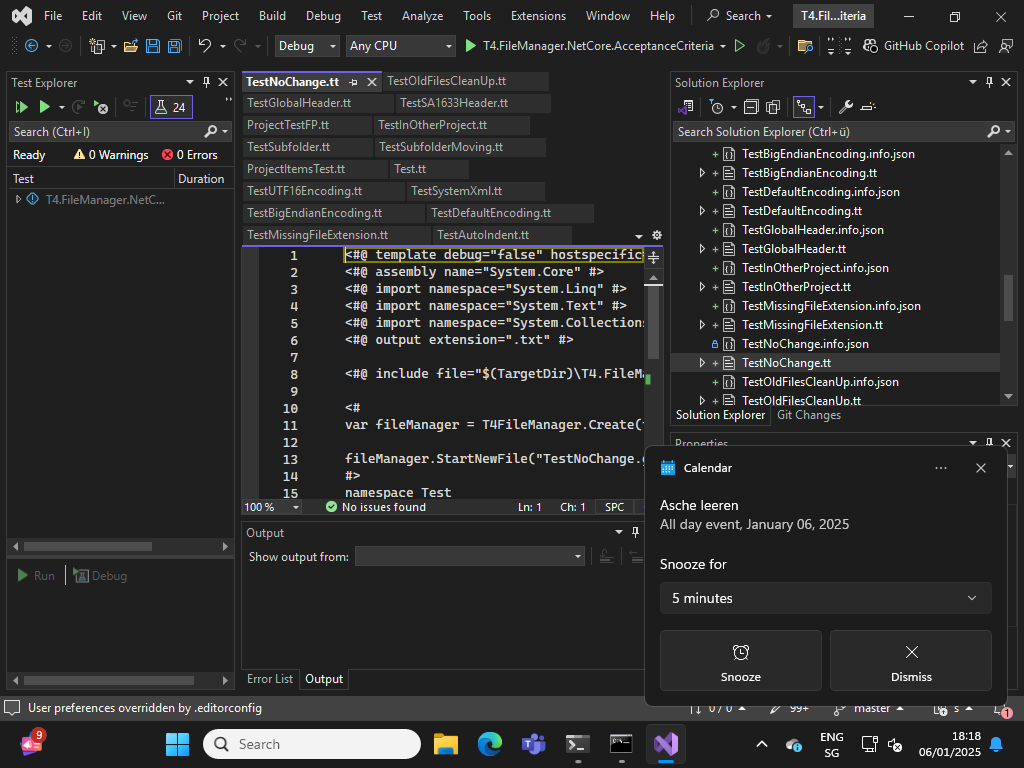 File Edit View Git Project Build Debug Test Analyze Tools Extensions Window Help Search T4.Fil...iteria
Debug Any CPU T4.FileManager.NetCore.AcceptanceCriteria GitHub Copilot
Test Explorer
24
Search (Ctrl+I)
Ready 0 Warnings 0 Errors
Test Duration
T4.FileManager.NetC...
Run Debug
TestNoChange.tt TestOldFilesCleanUp.tt
TestGlobalHeader.tt TestSA1633Header.tt
ProjectTestFP.tt TestInOtherProject.tt
TestSubfolder.tt TestSubfolderMoving.tt
ProjectItemsTest.tt Test.tt
TestUTF16Encoding.tt TestSystemXml.tt
TestBigEndianEncoding.tt TestDefaultEncoding.tt
TestMissingFileExtension.tt TestAutoIndent.tt
1 <#@ template debug="false" hostspecific
2 <#@ assembly name="System.Core" #>
3 <#@ import namespace="System.Linq" #>
4 <#@ import namespace="System.Text" #>
5 <#@ import namespace="System.Collection
6 <#@ output extension=".txt" #>
7
8 <#@ include file="$(TargetDir)\T4.FileM
9
10 <#
11 var fileManager = T4FileManager.Create(
12
13 fileManager.StartNewFile("TestNoChange.
14 #>
15 namespace Test
100 % No issues found Ln: 1 Ch: 1 SPC
Output
Show output from:
Error List Output
Solution Explorer
Search Solution Explorer (Ctrl+ü)
TestBigEndianEncoding.info.json
TestBigEndianEncoding.tt
TestDefaultEncoding.info.json
TestDefaultEncoding.tt
TestGlobalHeader.info.json
TestGlobalHeader.tt
TestInOtherProject.info.json
TestInOtherProject.tt
TestMissingFileExtension.info.json
TestMissingFileExtension.tt
TestNoChange.info.json
TestNoChange.tt
TestOldFilesCleanUp.info.json
TestOldFilesCleanUp.tt
Solution Explorer Git Changes
Properties
Calendar
Asche leeren
All day event, January 06, 2025
Snooze for
5 minutes
Snooze Dismiss
User preferences overridden by .editorconfig 0 / 0 99+ master s 1
9 Search ENG SG 18:18 06/01/2025